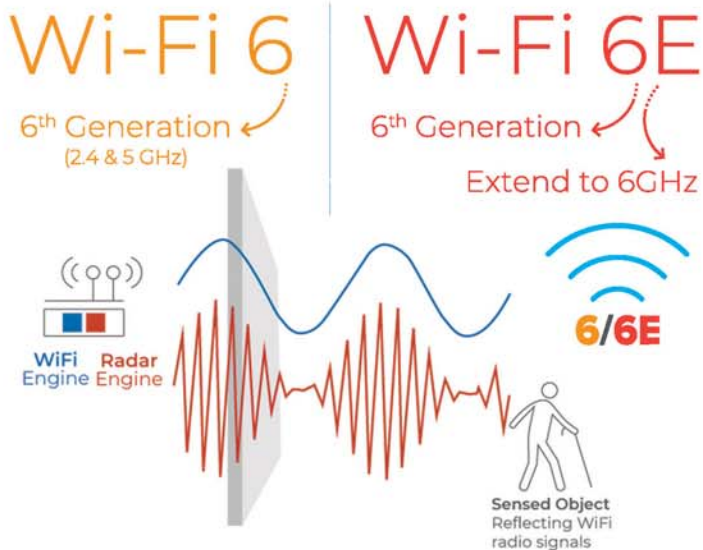 Wi-Fi 6
6th Generation
(2.4 & 5 GHz)
Wi-Fi 6E
6th Generation
Extend to 6GHz
WiFi Engine
Radar Engine
6/6E
Sensed Object
Reflecting WiFi
radio signals